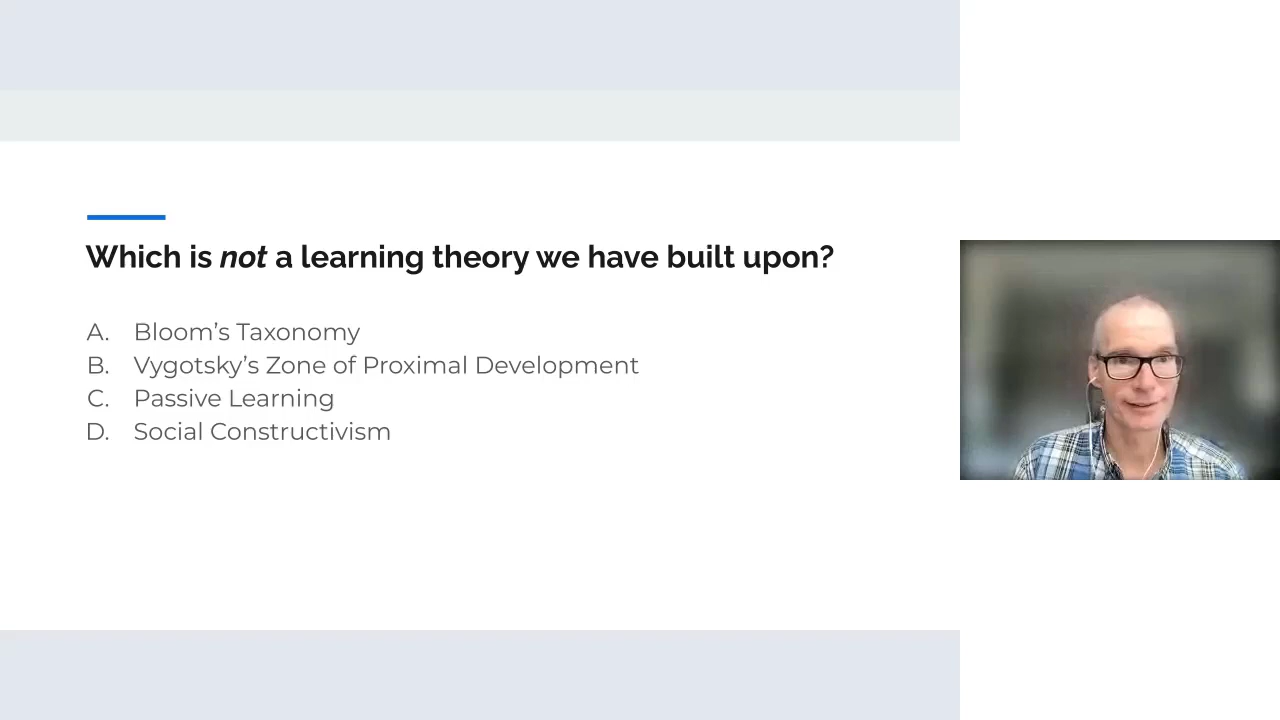 Which is not a learning theory we have built upon?
A. Bloom’s Taxonomy
B. Vygotsky’s Zone of Proximal Development
C. Passive Learning
D. Social Constructivism